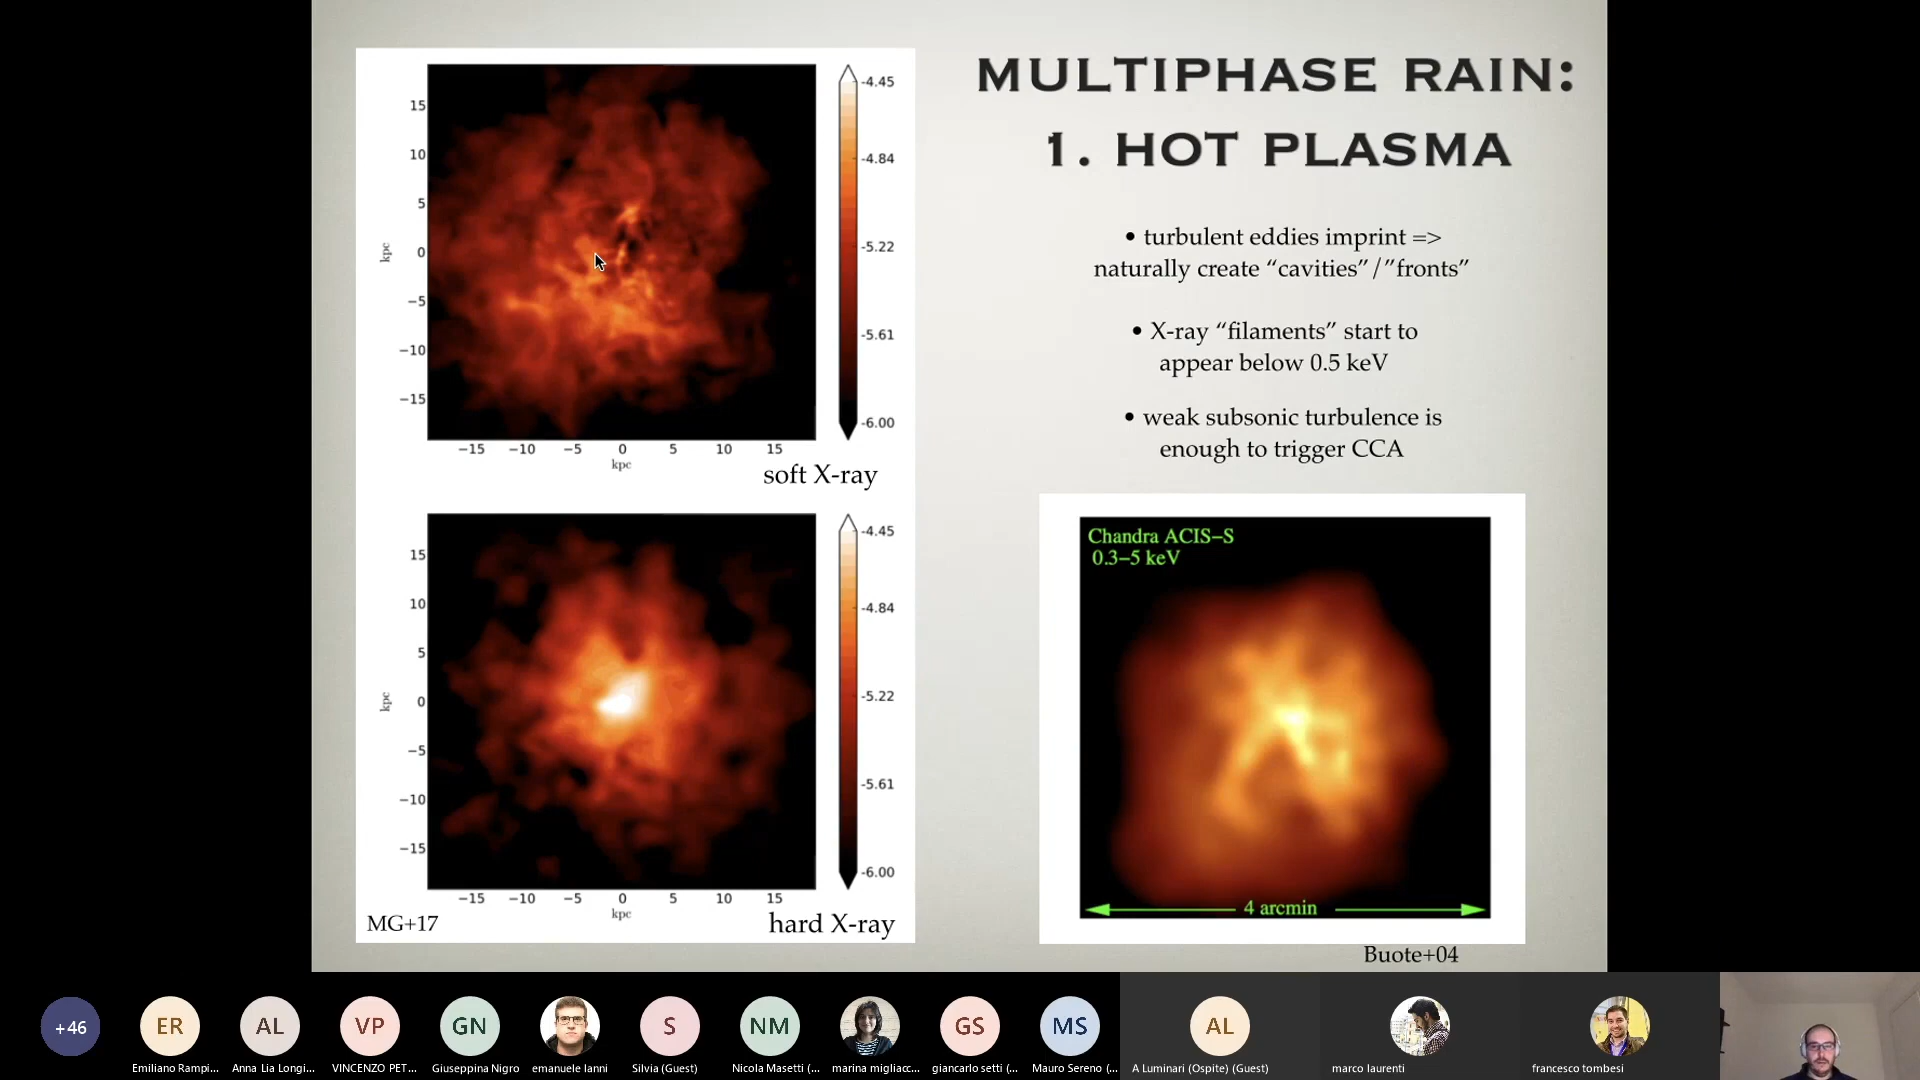 MULTIPHASE RAIN:
1. HOT PLASMA
• turbulent eddies imprint =>
naturally create “cavities”/”fronts”
• X-ray “filaments” start to
appear below 0.5 keV
• weak subsonic turbulence is
enough to trigger CCA
15
10
5
0
−5
−10
−15
kpc
−15 −10 −5 0 5 10 15
kpc
-4.45
-4.84
-5.22
-5.61
-6.00
soft X-ray
15
10
5
0
−5
−10
−15
kpc
−15 −10 −5 0 5 10 15
kpc
-4.45
-4.84
-5.22
-5.61
-6.00
MG+17
hard X-ray
Chandra ACIS−S
0.3−5 keV
4 arcmin
Buote+04
+46 ER AL VP GN S NM GS MS AL
Emiliano Rampi... Anna Lia Longi... VINCENZO PET... Giuseppina Nigro emanuele Ianni Silvia (Guest) Nicola Masetti (... marina migliacc... giancarlo setti (... Mauro Sereno (... A Luminari (Ospite) (Guest) marco laurenti francesco tombesi